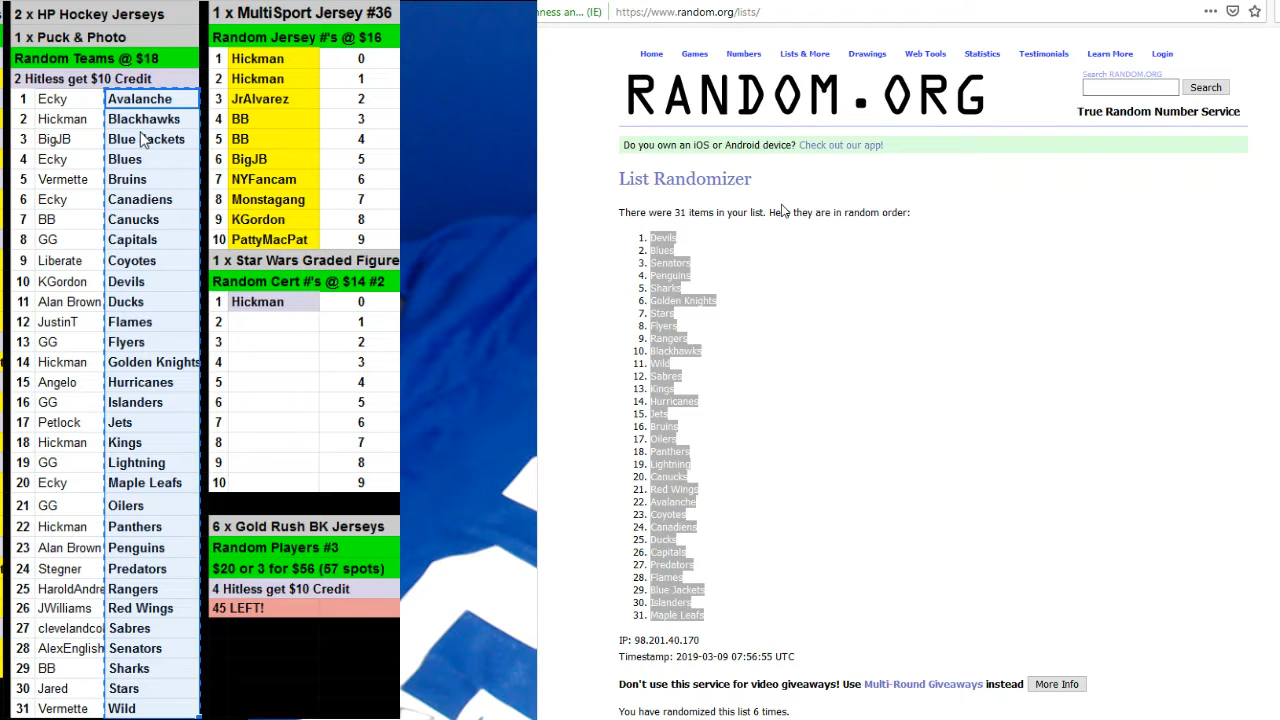 2 x HP Hockey Jerseys
1 x Puck & Photo
Random Teams @ $18
2 Hitless get $10 Credit
1 Ecky Avalanche
2 Hickman Blackhawks
3 BigJB Blue Jackets
4 Ecky Blues
5 Vermette Bruins
6 Ecky Canadiens
7 BB Canucks
8 GG Capitals
9 Liberate Coyotes
10 KGordon Devils
11 Alan Brown Ducks
12 JustinT Flames
13 GG Flyers
14 Hickman Golden Knights
15 Angelo Hurricanes
16 GG Islanders
17 Petlock Jets
18 Hickman Kings
19 GG Lightning
20 Ecky Maple Leafs
21 GG Oilers
22 Hickman Panthers
23 Alan Brown Penguins
24 Stegner Predators
25 HaroldAndre Rangers
26 JWilliams Red Wings
27 clevelandcol Sabres
28 AlexEnglish Senators
29 BB Sharks
30 Jared Stars
31 Vermette Wild
1 x MultiSport Jersey #36
Random Jersey #'s @ $16
1 Hickman 0
2 Hickman 1
3 JrAlvarez 2
4 BB 3
5 BB 4
6 BigJB 5
7 NYFancam 6
8 Monstagang 7
9 KGordon 8
10 PattyMacPat 9
1 x Star Wars Graded Figure
Random Cert #'s @ $14 #2
1 Hickman 0
2 1
3 2
4 3
5 4
6 5
7 6
8 7
9 8
10 9
6 x Gold Rush BK Jerseys
Random Players #3
$20 or 3 for $56 (57 spots)
4 Hitless get $10 Credit
45 LEFT!
ness an... (IE) https://www.random.org/lists/
Home Games Numbers Lists & More Drawings Web Tools Statistics Testimonials Learn More Login
RANDOM.ORG
Search RANDOM.ORG
Search
True Random Number Service
Do you own an iOS or Android device? Check out our app!
List Randomizer
There were 31 items in your list. Here they are in random order:
1. Devils
2. Blues
3. Senators
4. Penguins
5. Sharks
6. Golden Knights
7. Stars
8. Flyers
9. Rangers
10. Blackhawks
11. Wild
12. Sabres
13. Kings
14. Hurricanes
15. Jets
16. Bruins
17. Oilers
18. Panthers
19. Lightning
20. Canucks
21. Red Wings
22. Avalanche
23. Coyotes
24. Canadiens
25. Ducks
26. Capitals
27. Predators
28. Flames
29. Blue Jackets
30. Islanders
31. Maple Leafs
IP: 98.201.40.170
Timestamp: 2019-03-09 07:56:55 UTC
Don't use this service for video giveaways! Use Multi-Round Giveaways instead More Info
You have randomized this list 6 times.